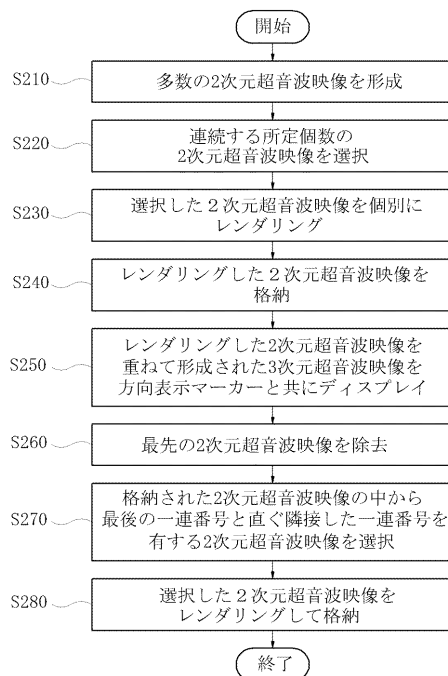 開始
S210
多数の2次元超音波映像を形成
S220
連続する所定個数の
2次元超音波映像を選択
S230
選択した２次元超音波映像を個別に
レンダリング
S240
レンダリングした２次元超音波映像を
格納
S250
レンダリングした2次元超音波映像を
重ねて形成された3次元超音波映像を
方向表示マーカーと共にディスプレイ
S260
最先の2次元超音波映像を除去
S270
格納された2次元超音波映像の中から
最後の一連番号と直ぐ隣接した一連番号を
有する2次元超音波映像を選択
S280
選択した２次元超音波映像を
レンダリングして格納
終了